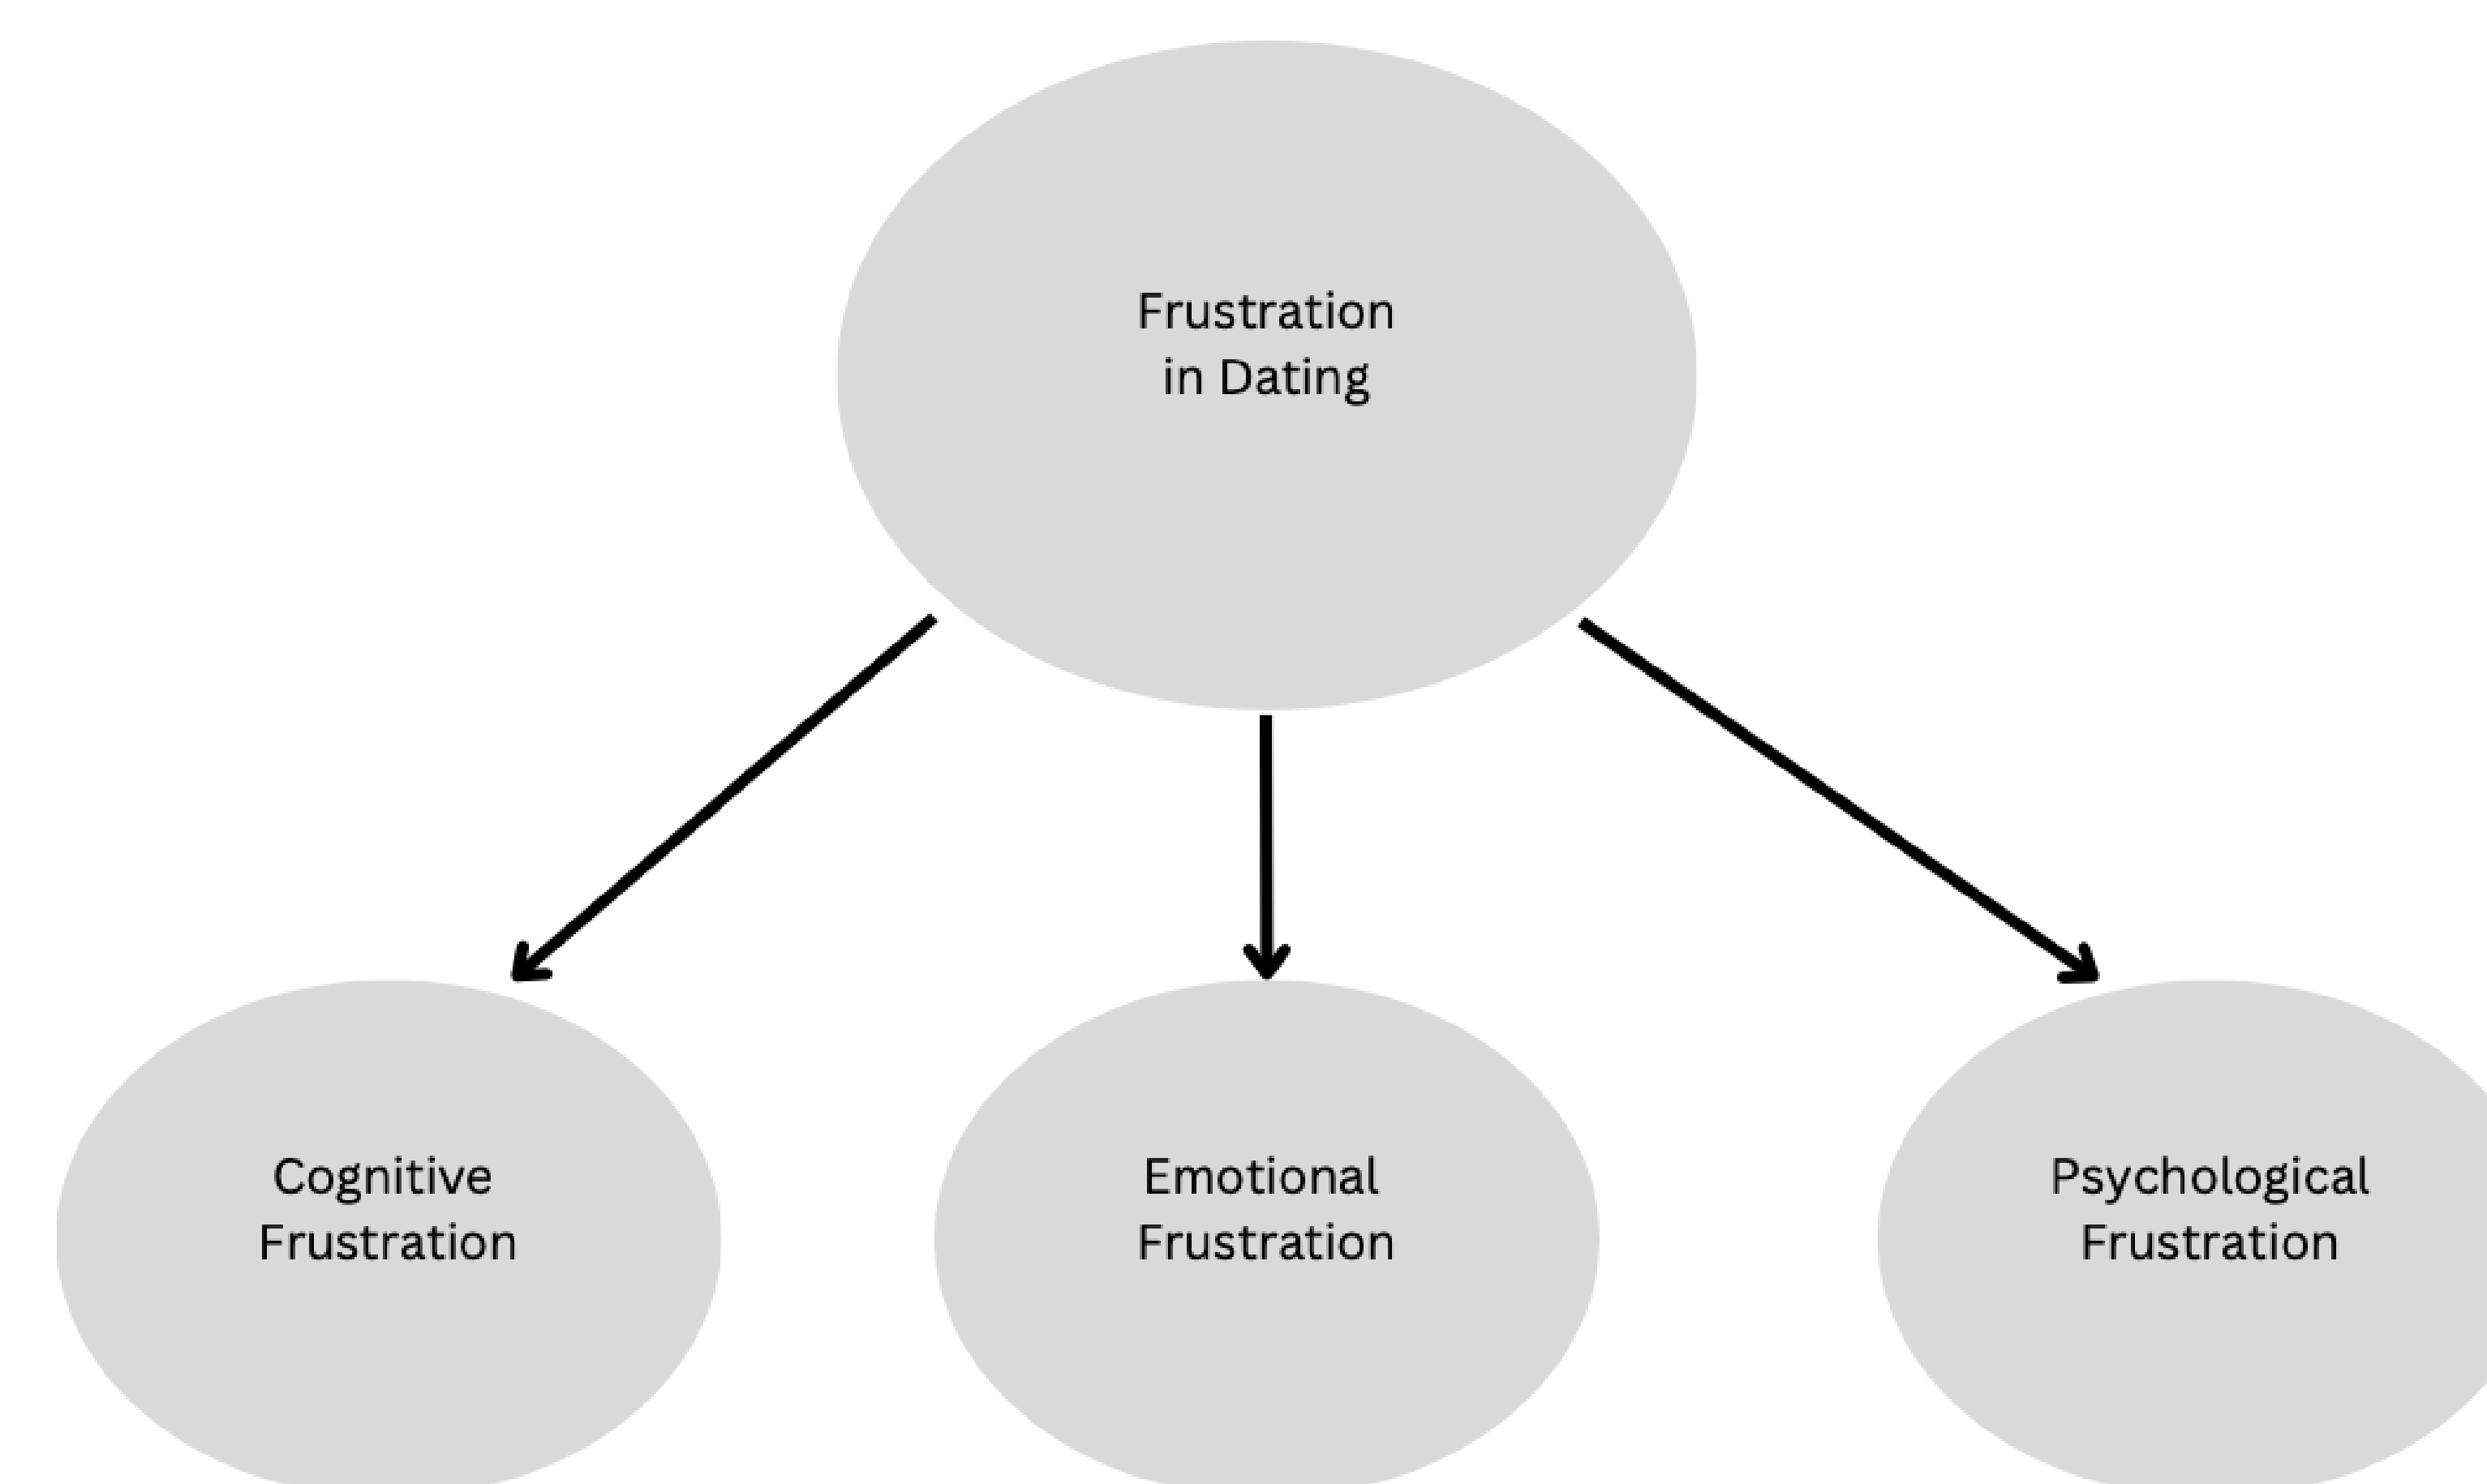 Frustration
in Dating
Cognitive
Frustration
Emotional
Frustration
Psychological
Frustration